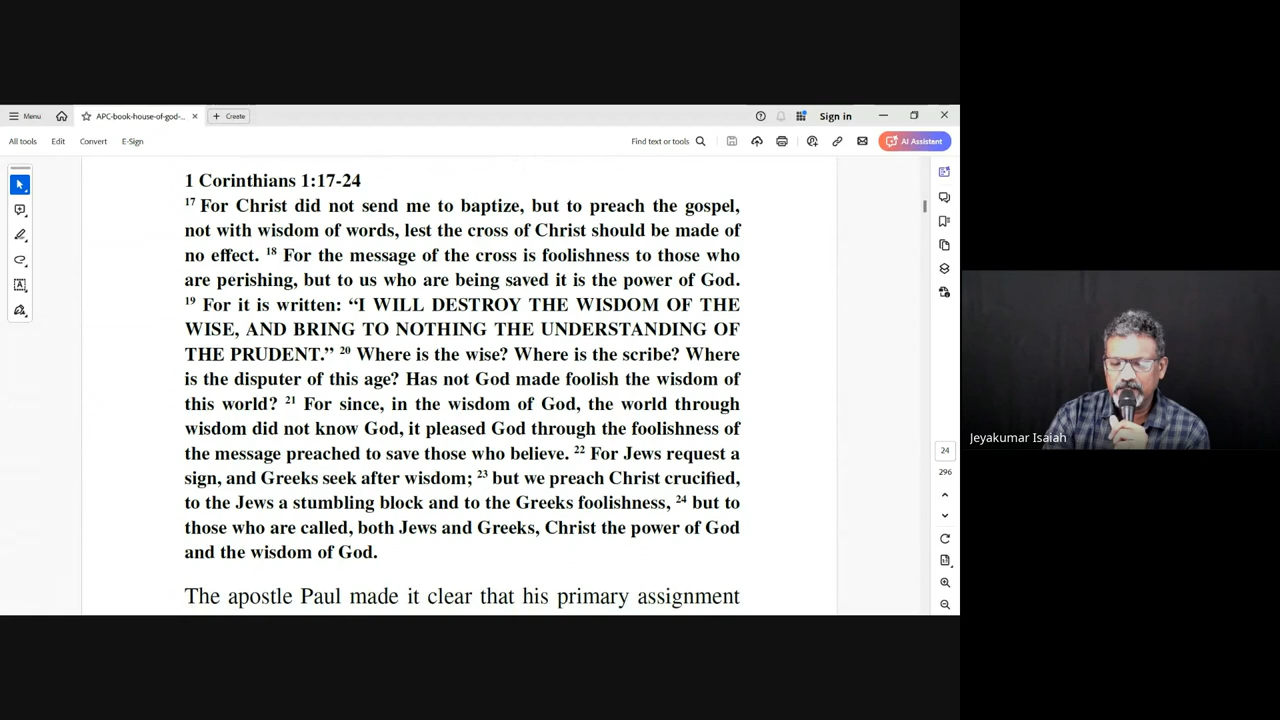 Menu
APC-book-house-of-god-...
Create
Sign in
All tools
Edit
Convert
E-Sign
Find text or tools
AI Assistant
1 Corinthians 1:17-24
17 For Christ did not send me to baptize, but to preach the gospel,
not with wisdom of words, lest the cross of Christ should be made of
no effect. 18 For the message of the cross is foolishness to those who
are perishing, but to us who are being saved it is the power of God.
19 For it is written: “I WILL DESTROY THE WISDOM OF THE
WISE, AND BRING TO NOTHING THE UNDERSTANDING OF
THE PRUDENT.” 20 Where is the wise? Where is the scribe? Where
is the disputer of this age? Has not God made foolish the wisdom of
this world? 21 For since, in the wisdom of God, the world through
wisdom did not know God, it pleased God through the foolishness of
the message preached to save those who believe. 22 For Jews request a
sign, and Greeks seek after wisdom; 23 but we preach Christ crucified,
to the Jews a stumbling block and to the Greeks foolishness, 24 but to
those who are called, both Jews and Greeks, Christ the power of God
and the wisdom of God.
The apostle Paul made it clear that his primary assignment
24
296
Jeyakumar Isaiah